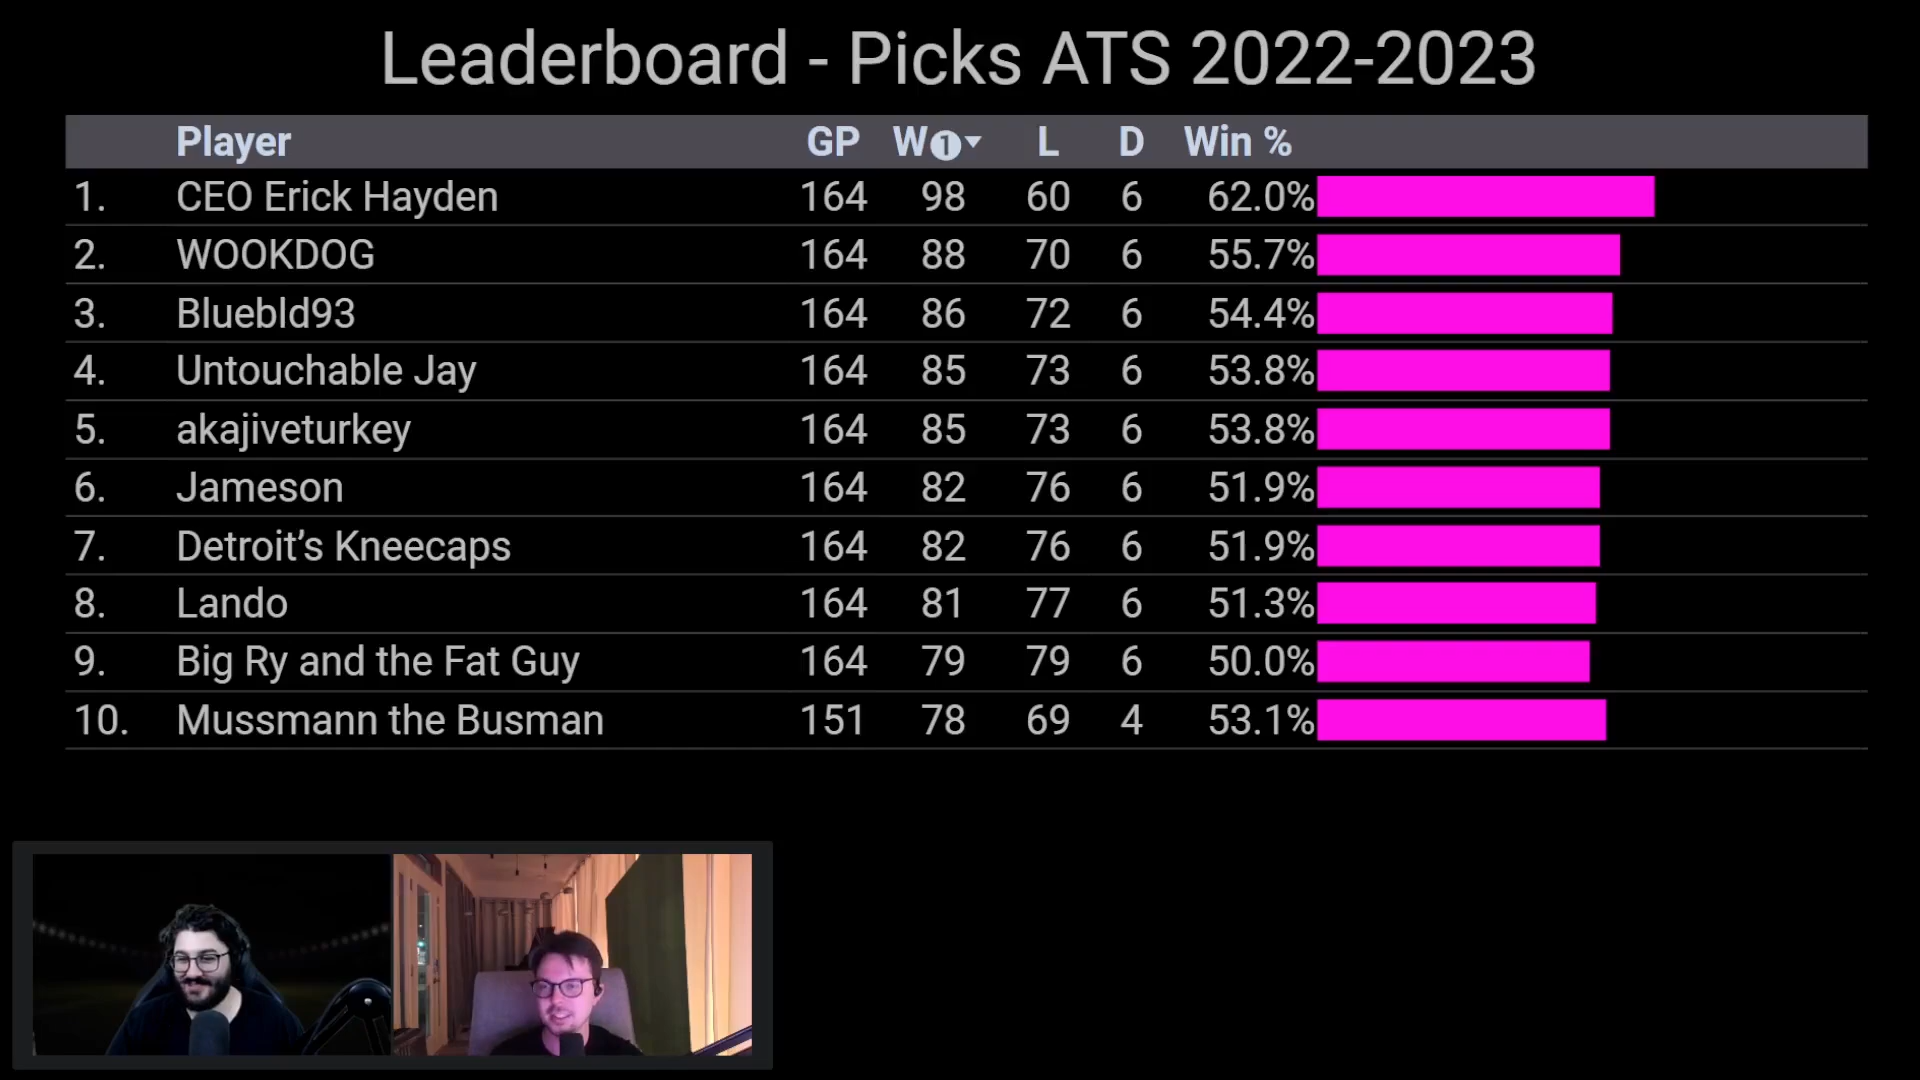 Leaderboard - Picks ATS 2022-2023
Player GP W 1 L D Win %
1. CEO Erick Hayden 164 98 60 6 62.0%
2. WOOKDOG 164 88 70 6 55.7%
3. Bluebld93 164 86 72 6 54.4%
4. Untouchable Jay 164 85 73 6 53.8%
5. akajiveturkey 164 85 73 6 53.8%
6. Jameson 164 82 76 6 51.9%
7. Detroit’s Kneecaps 164 82 76 6 51.9%
8. Lando 164 81 77 6 51.3%
9. Big Ry and the Fat Guy 164 79 79 6 50.0%
10. Mussmann the Busman 151 78 69 4 53.1%